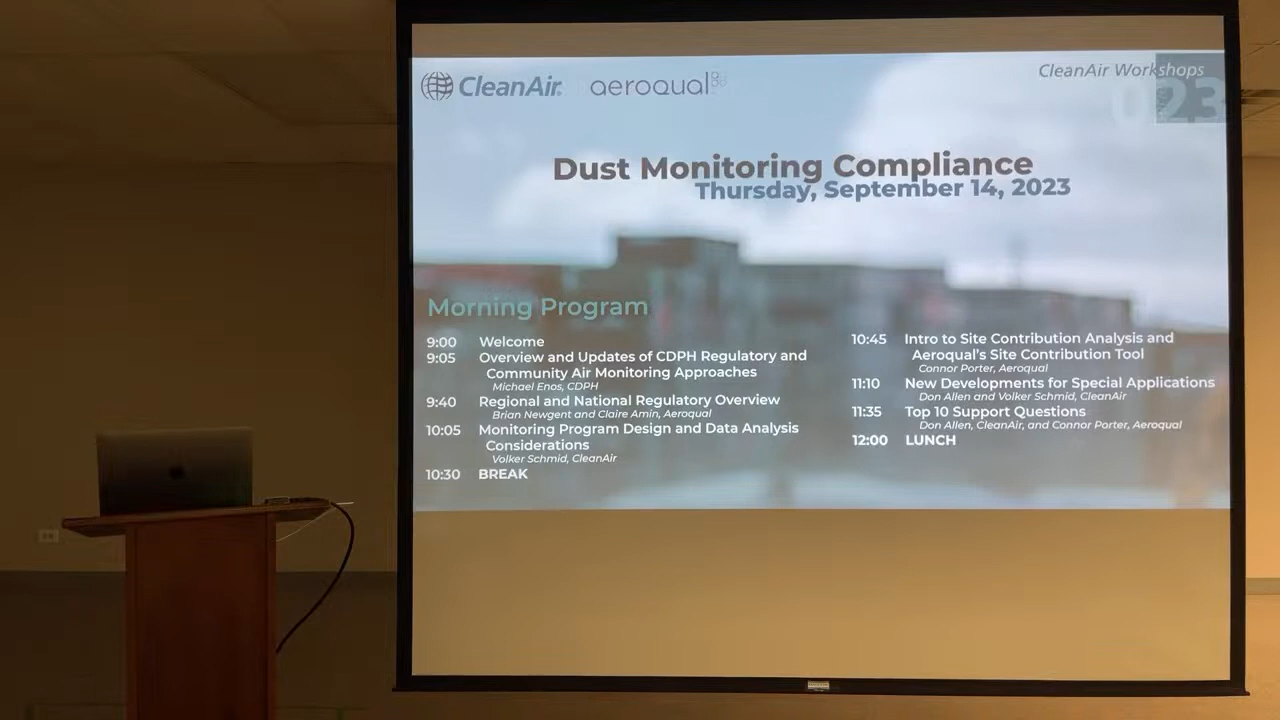 CleanAir aeroqual
CleanAir Workshops
023
Dust Monitoring Compliance
Thursday, September 14, 2023
Morning Program
9:00 Welcome
9:05 Overview and Updates of CDPH Regulatory and
Community Air Monitoring Approaches
Michael Enos, CDPH
9:40 Regional and National Regulatory Overview
Brian Newgent and Claire Amin, Aeroqual
10:05 Monitoring Program Design and Data Analysis
Considerations
Volker Schmid, CleanAir
10:30 BREAK
10:45 Intro to Site Contribution Analysis and
Aeroqual's Site Contribution Tool
Connor Porter, Aeroqual
11:10 New Developments for Special Applications
Don Allen and Volker Schmid, CleanAir
11:35 Top 10 Support Questions
Don Allen, CleanAir, and Connor Porter, Aeroqual
12:00 LUNCH